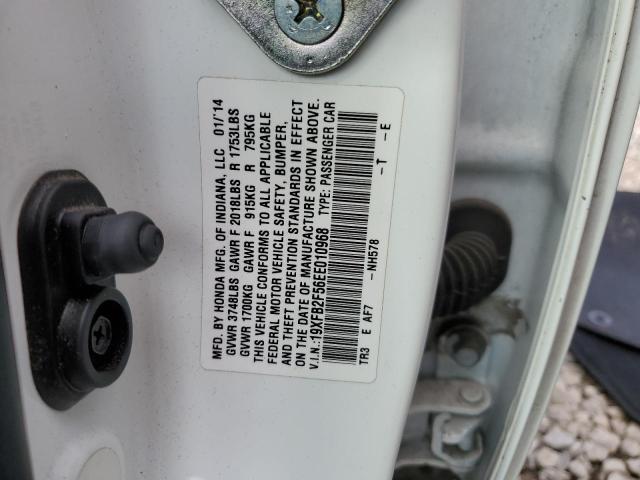 MFD. BY HONDA MFG. OF INDIANA, LLC 01/14
GVWR 3748LBS GAWR F 2018LBS R 1753LBS
GVWR 1700KG GAWR F 915KG R 795KG
THIS VEHICLE CONFORMS TO ALL APPLICABLE
FEDERAL MOTOR VEHICLE SAFETY, BUMPER,
AND THEFT PREVENTION STANDARDS IN EFFECT
ON THE DATE OF MANUFACTURE SHOWN ABOVE.
V.I.N.: 19XFB2F56EE010968 TYPE: PASSENGER CAR
TR3 E AF7 -NH578 -T -E